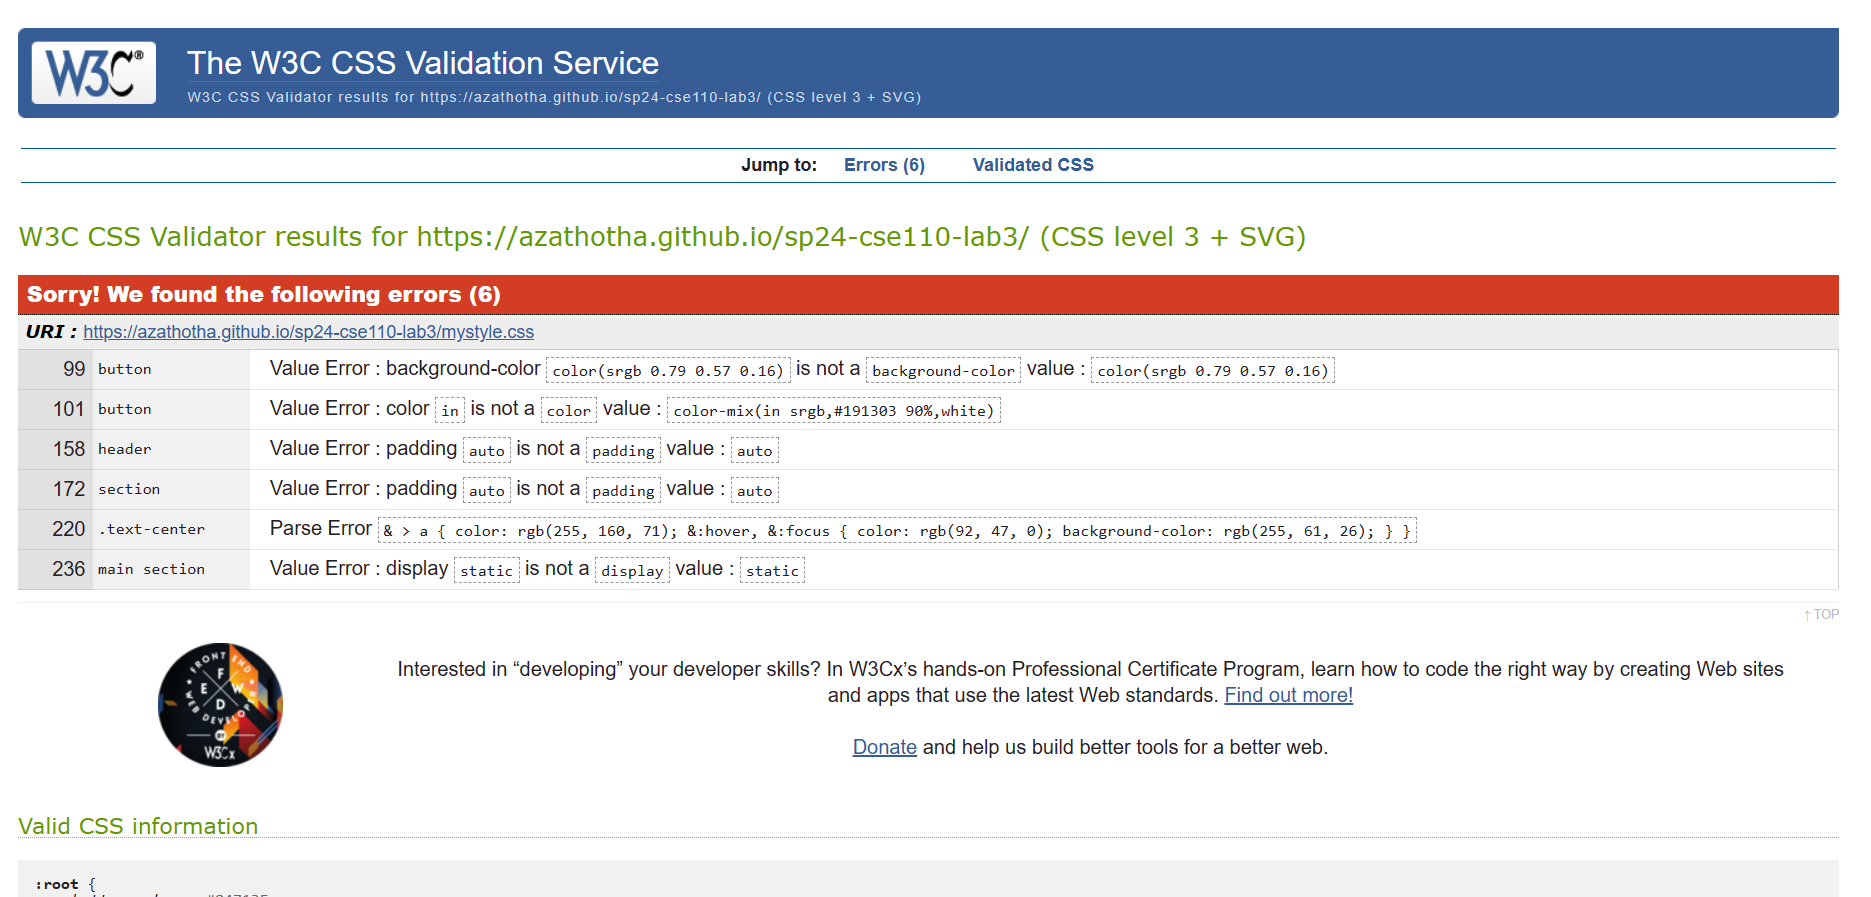 W3C®
The W3C CSS Validation Service
W3C CSS Validator results for https://azathotha.github.io/sp24-cse110-lab3/ (CSS level 3 + SVG)
Jump to: Errors (6) Validated CSS
W3C CSS Validator results for https://azathotha.github.io/sp24-cse110-lab3/ (CSS level 3 + SVG)
Sorry! We found the following errors (6)
URI : https://azathotha.github.io/sp24-cse110-lab3/mystyle.css
99 button Value Error : background-color color(srgb 0.79 0.57 0.16) is not a background-color value : color(srgb 0.79 0.57 0.16)
101 button Value Error : color in is not a color value : color-mix(in srgb,#191303 90%,white)
158 header Value Error : padding auto is not a padding value : auto
172 section Value Error : padding auto is not a padding value : auto
220 .text-center Parse Error & > a { color: rgb(255, 160, 71); &:hover, &:focus { color: rgb(92, 47, 0); background-color: rgb(255, 61, 26); } }
236 main section Value Error : display static is not a display value : static
↑ TOP
FRONT END
F E W D
WEB DEVELOPER
BY
W3Cx
Interested in “developing” your developer skills? In W3Cx’s hands-on Professional Certificate Program, learn how to code the right way by creating Web sites
and apps that use the latest Web standards. Find out more!
Donate and help us build better tools for a better web.
Valid CSS information
:root {